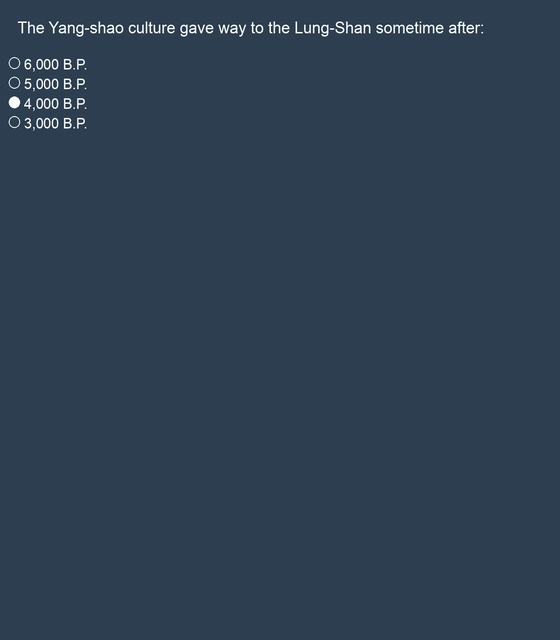 The Yang-shao culture gave way to the Lung-Shan sometime after:
6,000 B.P.
5,000 B.P.
4,000 B.P.
3,000 B.P.